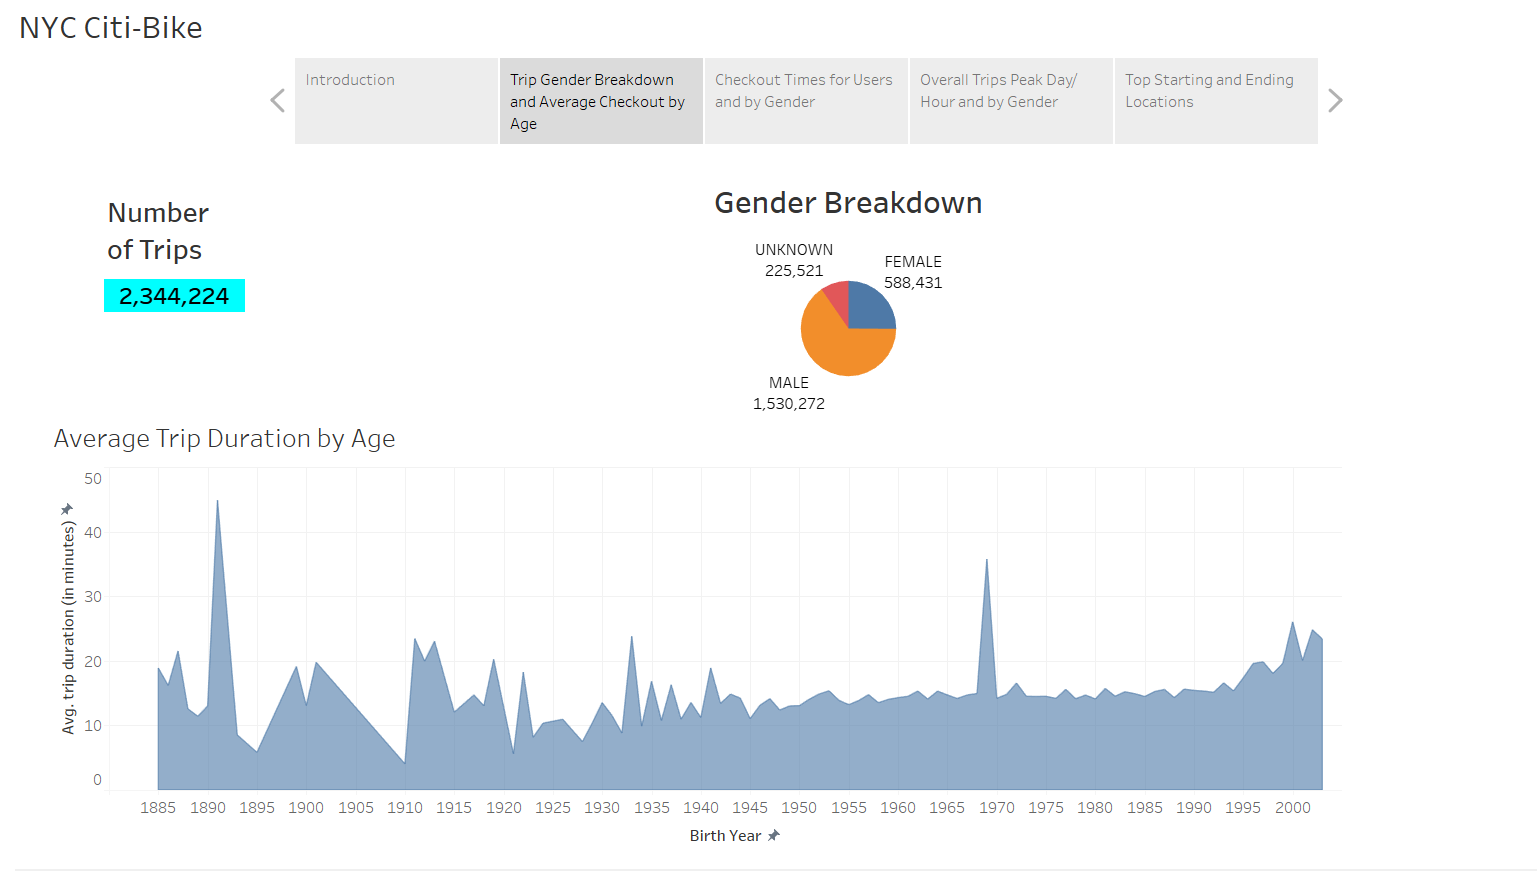 NYC Citi-Bike
Introduction
Trip Gender Breakdown
and Average Checkout by
Age
Checkout Times for Users
and by Gender
Overall Trips Peak Day/
Hour and by Gender
Top Starting and Ending
Locations
Number
of Trips
2,344,224
Gender Breakdown
UNKNOWN
225,521
FEMALE
588,431
MALE
1,530,272
Average Trip Duration by Age
Avg. trip duration (in minutes)
50
40
30
20
10
0
1885 1890 1895 1900 1905 1910 1915 1920 1925 1930 1935 1940 1945 1950 1955 1960 1965 1970 1975 1980 1985 1990 1995 2000
Birth Year